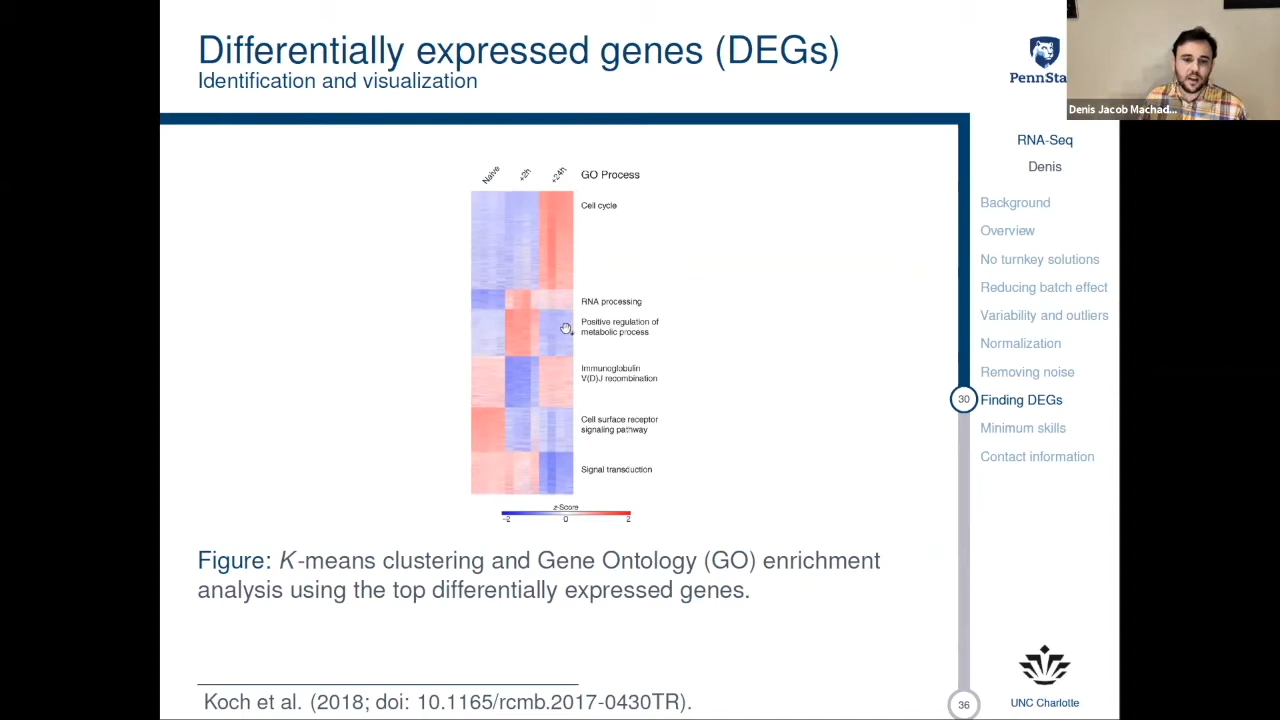 Differentially expressed genes (DEGs)
Identification and visualization
PennSta
Denis Jacob Machad...
RNA-Seq
Denis
Background
Overview
No turnkey solutions
Reducing batch effect
Variability and outliers
Normalization
Removing noise
30 Finding DEGs
Minimum skills
Contact information
Naive +2h +24h GO Process
Cell cycle
RNA processing
Positive regulation of
metabolic process
Immunoglobulin
V(D)J recombination
Cell surface receptor
signaling pathway
Signal transduction
z-Score
−2 0 2
Figure: K-means clustering and Gene Ontology (GO) enrichment
analysis using the top differentially expressed genes.
Koch et al. (2018; doi: 10.1165/rcmb.2017-0430TR).
36
UNC Charlotte